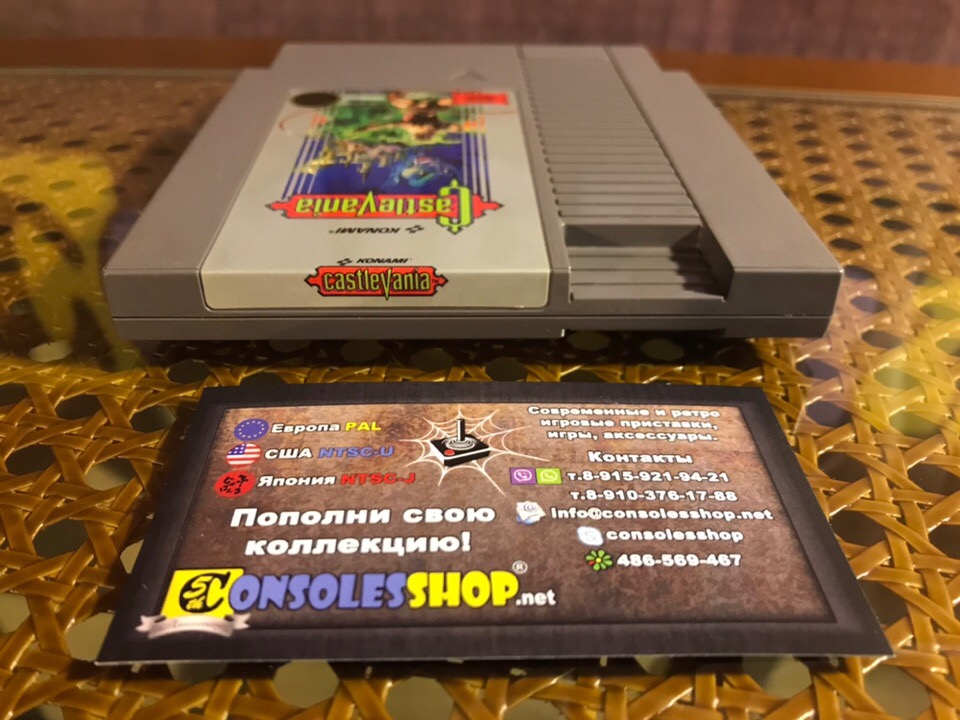 Castlevania
KONAMI
KONAMI
Castlevania
Европа PAL
США NTSC-U
Япония NTSC-J
Пополни свою
коллекцию!
CONSOLESSHOP®.net
Современные и ретро
игровые приставки,
игры, аксессуары.
Контакты
т.8-915-921-94-21
т.8-910-376-17-88
info@consolesshop.net
consolesshop
486-569-467